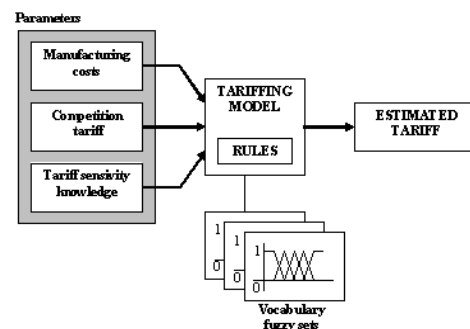 Parameters
Manufacturing
costs
Competition
tariff
Tariff sensivity
knowledge
TARIFFING
MODEL
RULES
ESTIMATED
TARIFF
1
0
1
0
1
0
Vocabulary
fuzzy sets